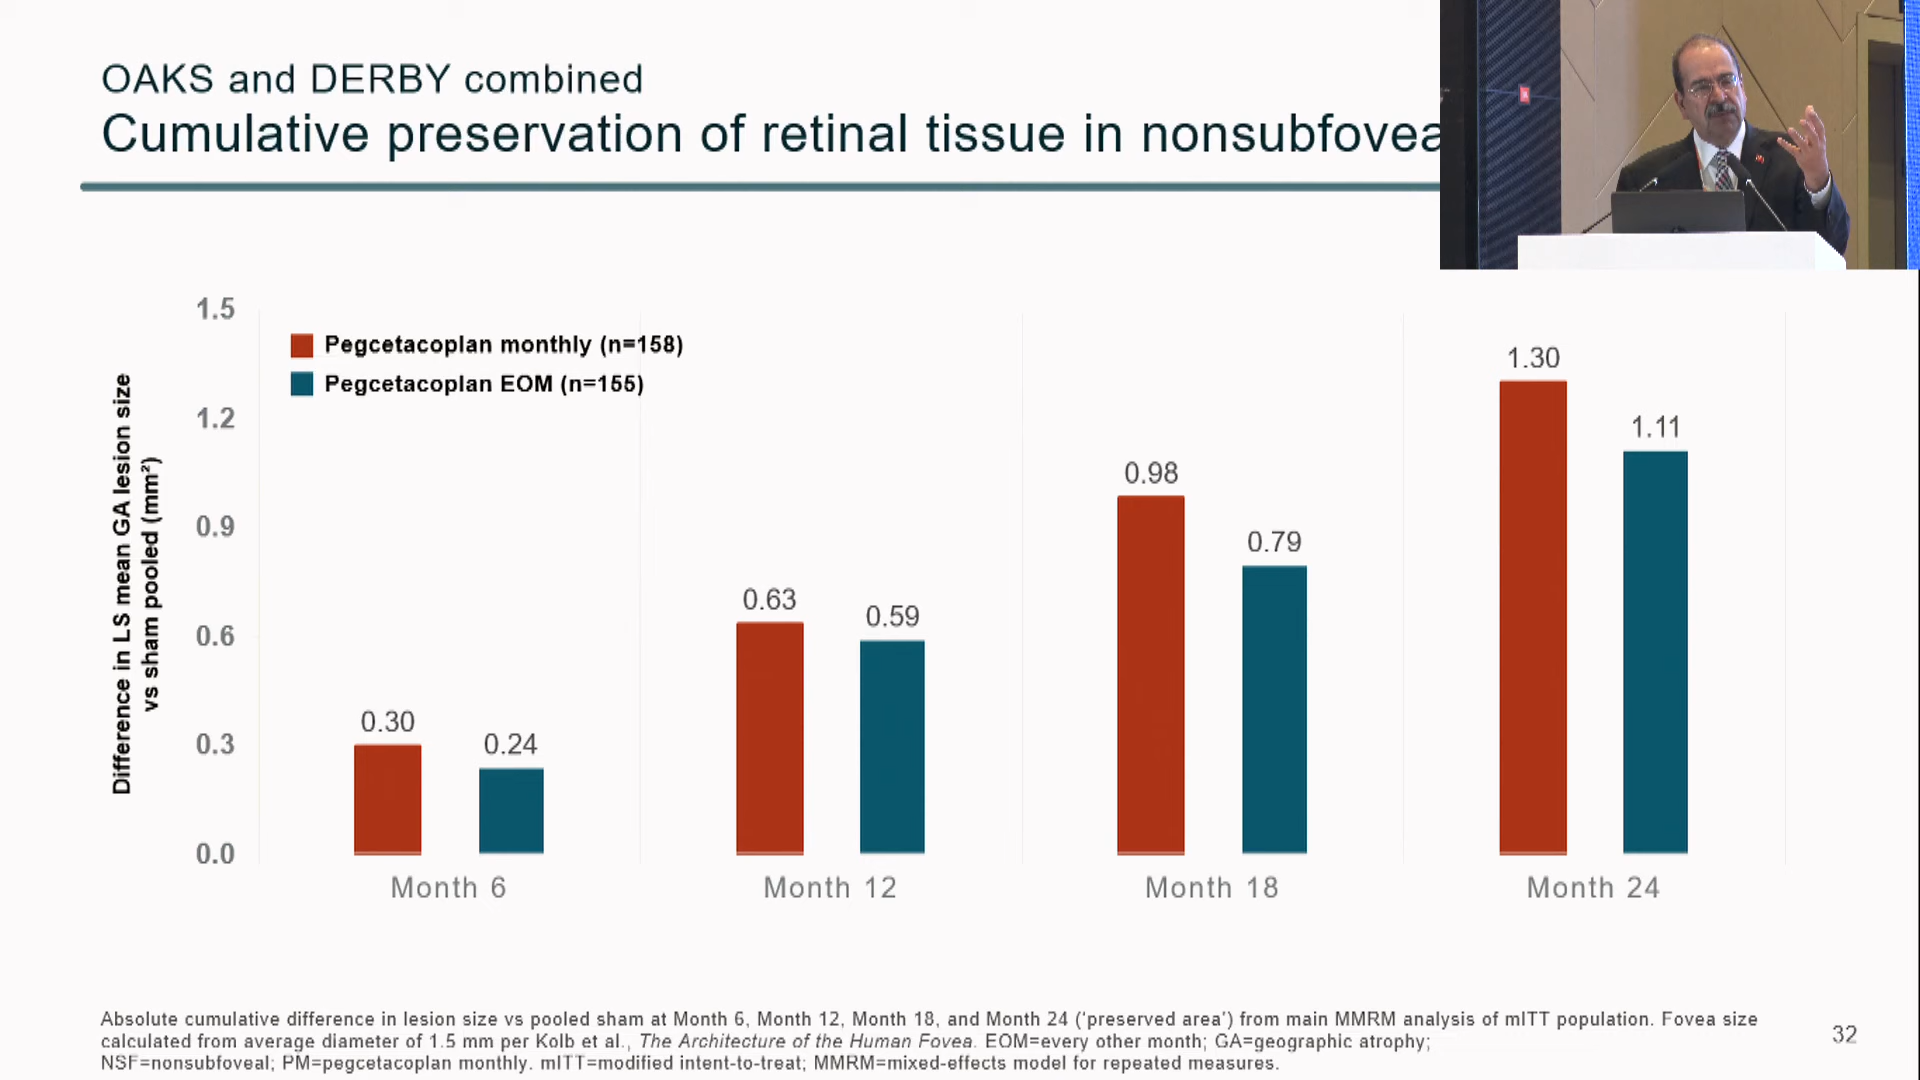 OAKS and DERBY combined
Cumulative preservation of retinal tissue in nonsubfovea
1.5
1.2
0.9
0.6
0.3
0.0
Difference in LS mean GA lesion size
vs sham pooled (mm²)
Pegcetacoplan monthly (n=158)
Pegcetacoplan EOM (n=155)
0.30
0.24
0.63
0.59
0.98
0.79
1.30
1.11
Month 6
Month 12
Month 18
Month 24
Absolute cumulative difference in lesion size vs pooled sham at Month 6, Month 12, Month 18, and Month 24 (‘preserved area’) from main MMRM analysis of mITT population. Fovea size
calculated from average diameter of 1.5 mm per Kolb et al., The Architecture of the Human Fovea. EOM=every other month; GA=geographic atrophy;
NSF=nonsubfoveal; PM=pegcetacoplan monthly. mITT=modified intent-to-treat; MMRM=mixed-effects model for repeated measures.
32